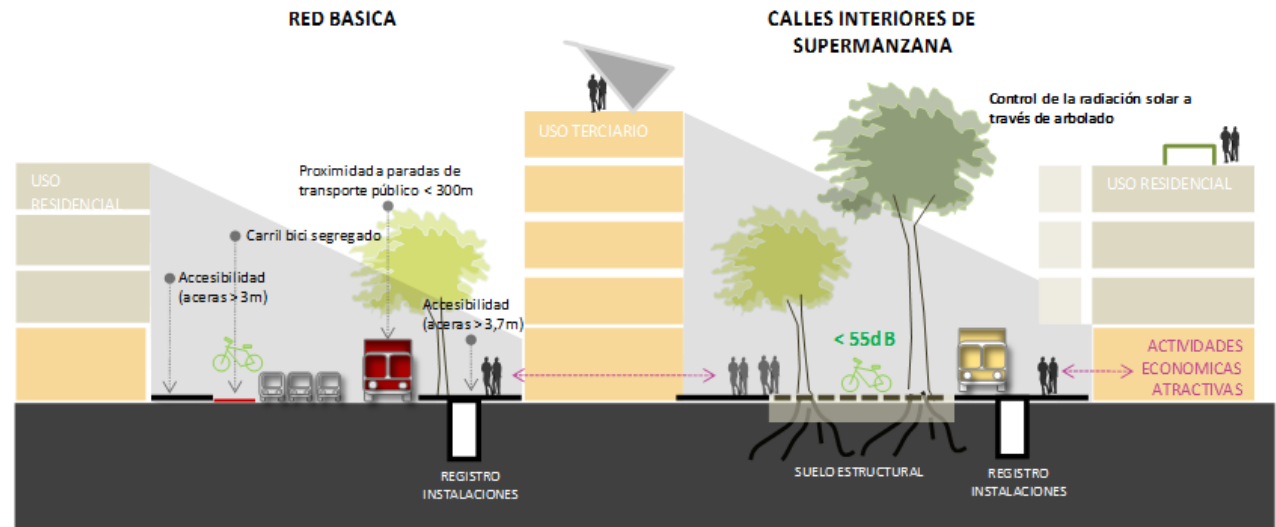 RED BASICA
CALLES INTERIORES DE
SUPERMANZANA
Control de la radiación solar a
través de arbolado
USO TERCIARIO
Proximidad a paradas de
transporte público < 300m
USO
RESIDENCIAL
USO RESIDENCIAL
Carril bici segregado
Accesibilidad
(aceras > 3m)
Accesibilidad
(aceras > 3,7m)
< 55dB
ACTIVIDADES
ECONOMICAS
ATRACTIVAS
REGISTRO
INSTALACIONES
SUELO ESTRUCTURAL
REGISTRO
INSTALACIONES